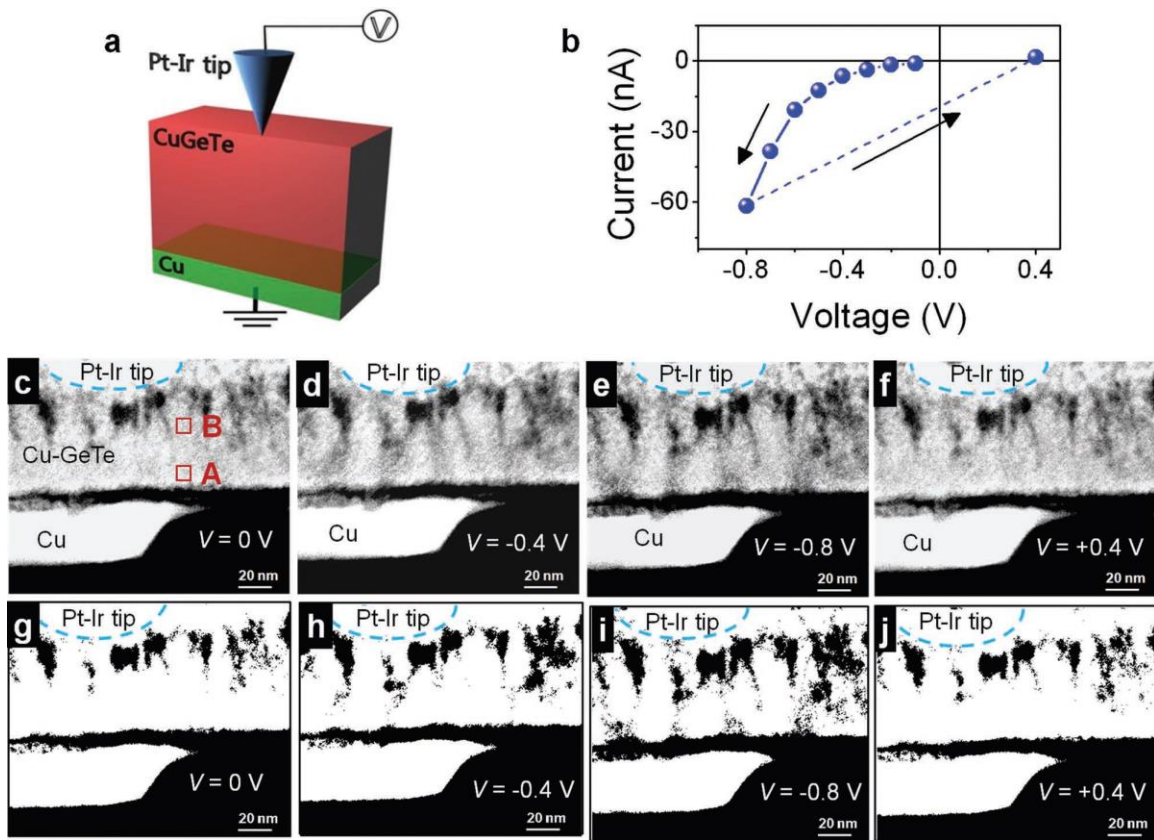 a
V
Pt-Ir tip
CuGeTe
Cu
b
Current (nA)
0
-30
-60
-0.8
-0.4
0.0
0.4
Voltage (V)
c
Pt-Ir tip
B
Cu-GeTe
A
Cu
V = 0 V
20 nm
d
Pt-Ir tip
V = -0.4 V
20 nm
e
Pt-Ir tip
Cu
V = -0.8 V
20 nm
f
Pt-Ir tip
Cu
V = +0.4 V
20 nm
g
Pt-Ir tip
V = 0 V
20 nm
h
Pt-Ir tip
V = -0.4 V
20 nm
i
Pt-Ir tip
V = -0.8 V
20 nm
j
Pt-Ir tip
V = +0.4 V
20 nm